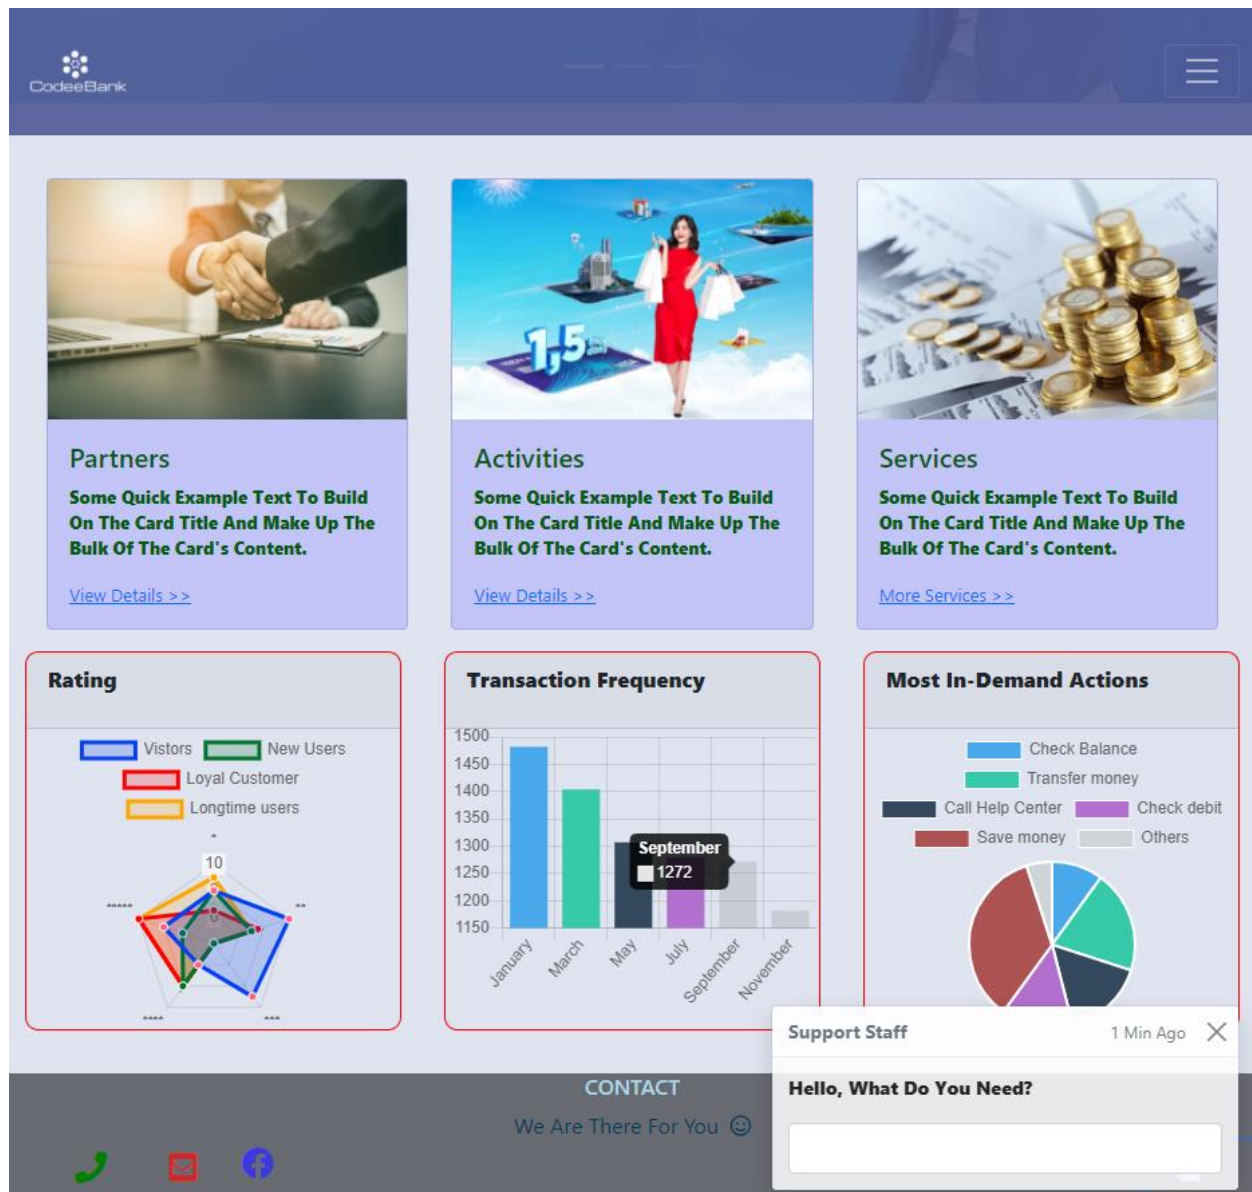 CodeeBank
1,5
Partners
Some Quick Example Text To Build
On The Card Title And Make Up The
Bulk Of The Card's Content.
View Details >>
Activities
Some Quick Example Text To Build
On The Card Title And Make Up The
Bulk Of The Card's Content.
View Details >>
Services
Some Quick Example Text To Build
On The Card Title And Make Up The
Bulk Of The Card's Content.
More Services >>
Rating
Vistors New Users
Loyal Customer
Longtime users
*
10
**
*****
****
***
Transaction Frequency
1500
1450
1400
1350
1300
1250
1200
1150
September
1272
January
March
May
July
September
November
Most In-Demand Actions
Check Balance
Transfer money
Call Help Center Check debit
Save money Others
Support Staff 1 Min Ago
Hello, What Do You Need?
CONTACT
We Are There For You